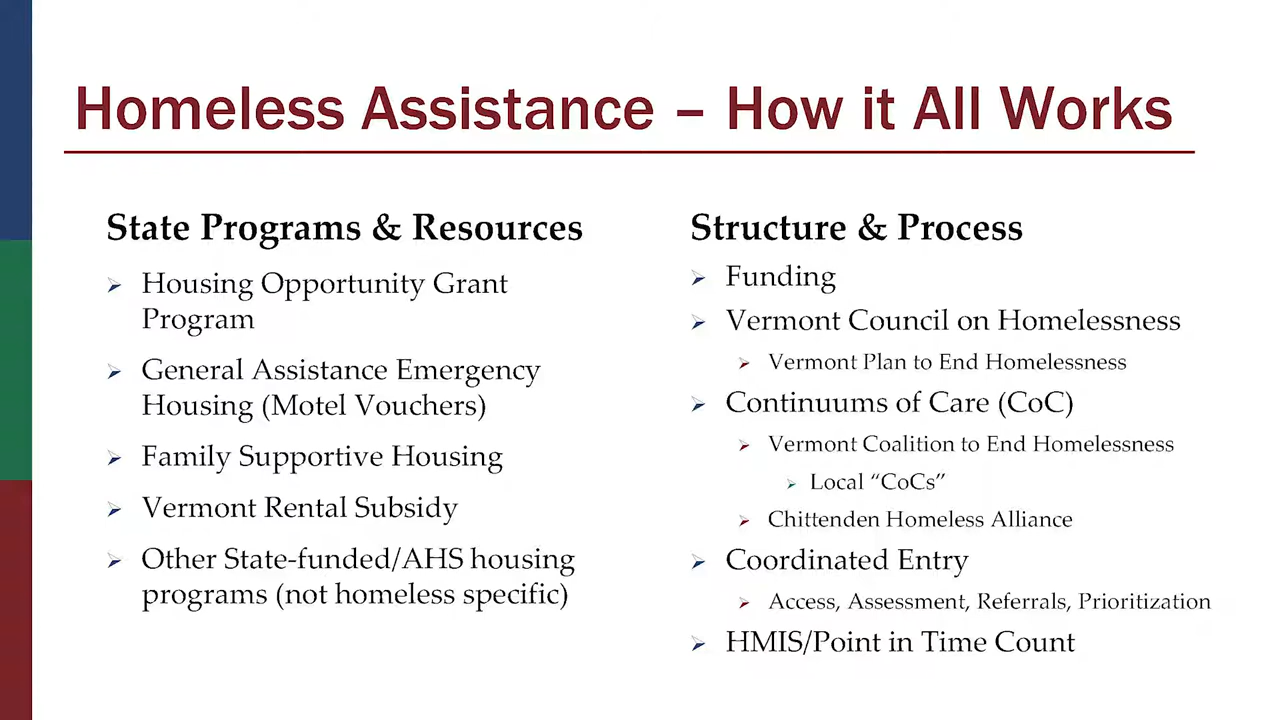 Homeless Assistance – How it All Works
State Programs & Resources
Housing Opportunity Grant
Program
General Assistance Emergency
Housing (Motel Vouchers)
Family Supportive Housing
Vermont Rental Subsidy
Other State-funded/AHS housing
programs (not homeless specific)
Structure & Process
Funding
Vermont Council on Homelessness
Vermont Plan to End Homelessness
Continuums of Care (CoC)
Vermont Coalition to End Homelessness
Local “CoCs”
Chittenden Homeless Alliance
Coordinated Entry
Access, Assessment, Referrals, Prioritization
HMIS/Point in Time Count